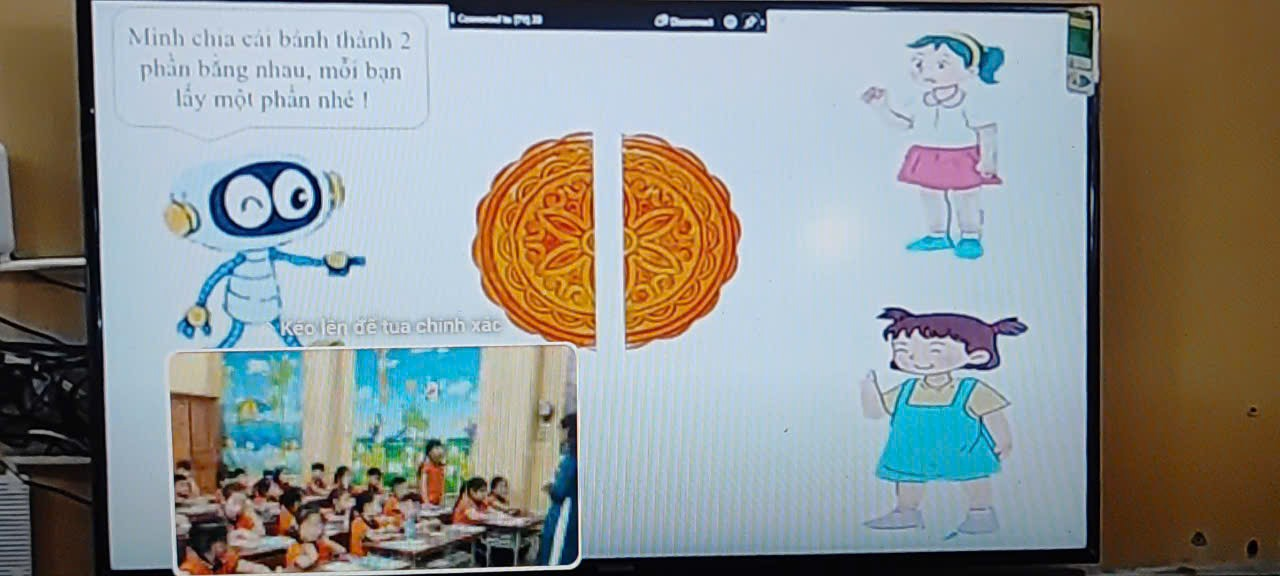 Mình chia cái bánh thành 2
phần bằng nhau, mỗi bạn
lấy một phần nhé !
Kéo lên để tua chính xác